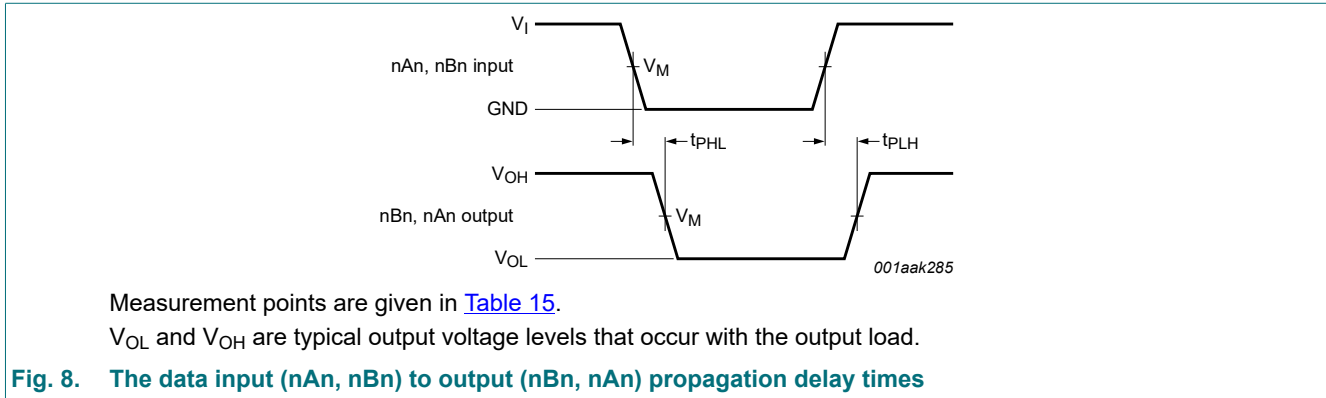 VI
nAn, nBn input
VM
GND
tPHL
tPLH
VOH
nBn, nAn output
VM
VOL
001aak285
Measurement points are given in Table 15.
VOL and VOH are typical output voltage levels that occur with the output load.
Fig. 8. The data input (nAn, nBn) to output (nBn, nAn) propagation delay times